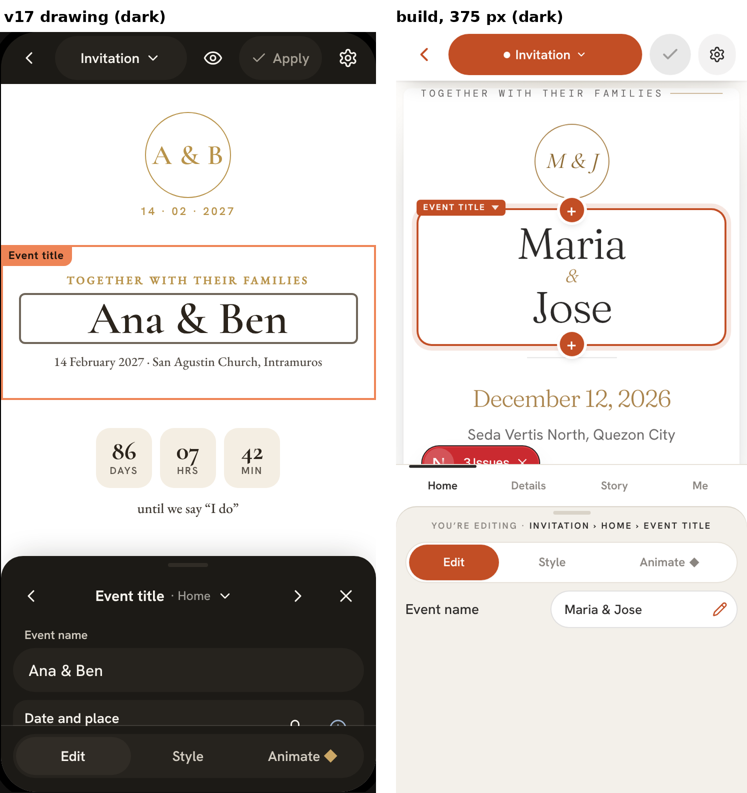 v17 drawing (dark)
Invitation
Apply
A & B
14 · 02 · 2027
Event title
TOGETHER WITH THEIR FAMILIES
Ana & Ben
14 February 2027 · San Agustin Church, Intramuros
86 07 42
DAYS HRS MIN
until we say “I do”
Event title · Home
Event name
Ana & Ben
Date and place
Edit Style Animate
build, 375 px (dark)
Invitation
TOGETHER WITH THEIR FAMILIES
M & J
EVENT TITLE
Maria
&
Jose
December 12, 2026
Seda Vertis North, Quezon City
3 Issues
Home Details Story Me
YOU'RE EDITING · INVITATION › HOME › EVENT TITLE
Edit Style Animate
Event name Maria & Jose